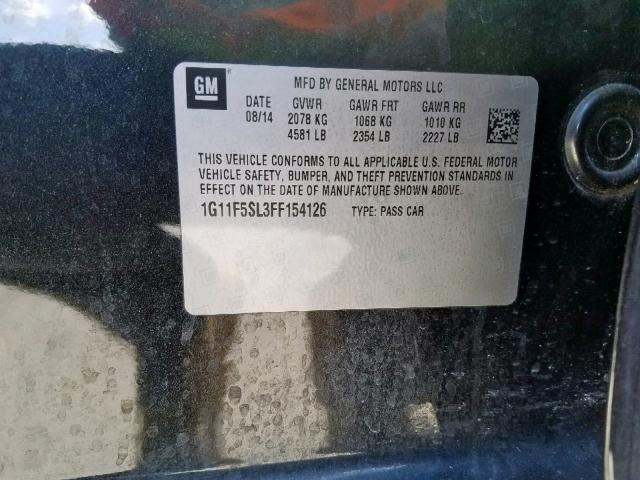 GM
MFD BY GENERAL MOTORS LLC
DATE GVWR GAWR FRT GAWR RR
08/14 2078 KG 1068 KG 1010 KG
4581 LB 2354 LB 2227 LB
THIS VEHICLE CONFORMS TO ALL APPLICABLE U.S. FEDERAL MOTOR
VEHICLE SAFETY, BUMPER, AND THEFT PREVENTION STANDARDS IN
EFFECT ON THE DATE OF MANUFACTURE SHOWN ABOVE.
1G11F5SL3FF154126 TYPE: PASS CAR